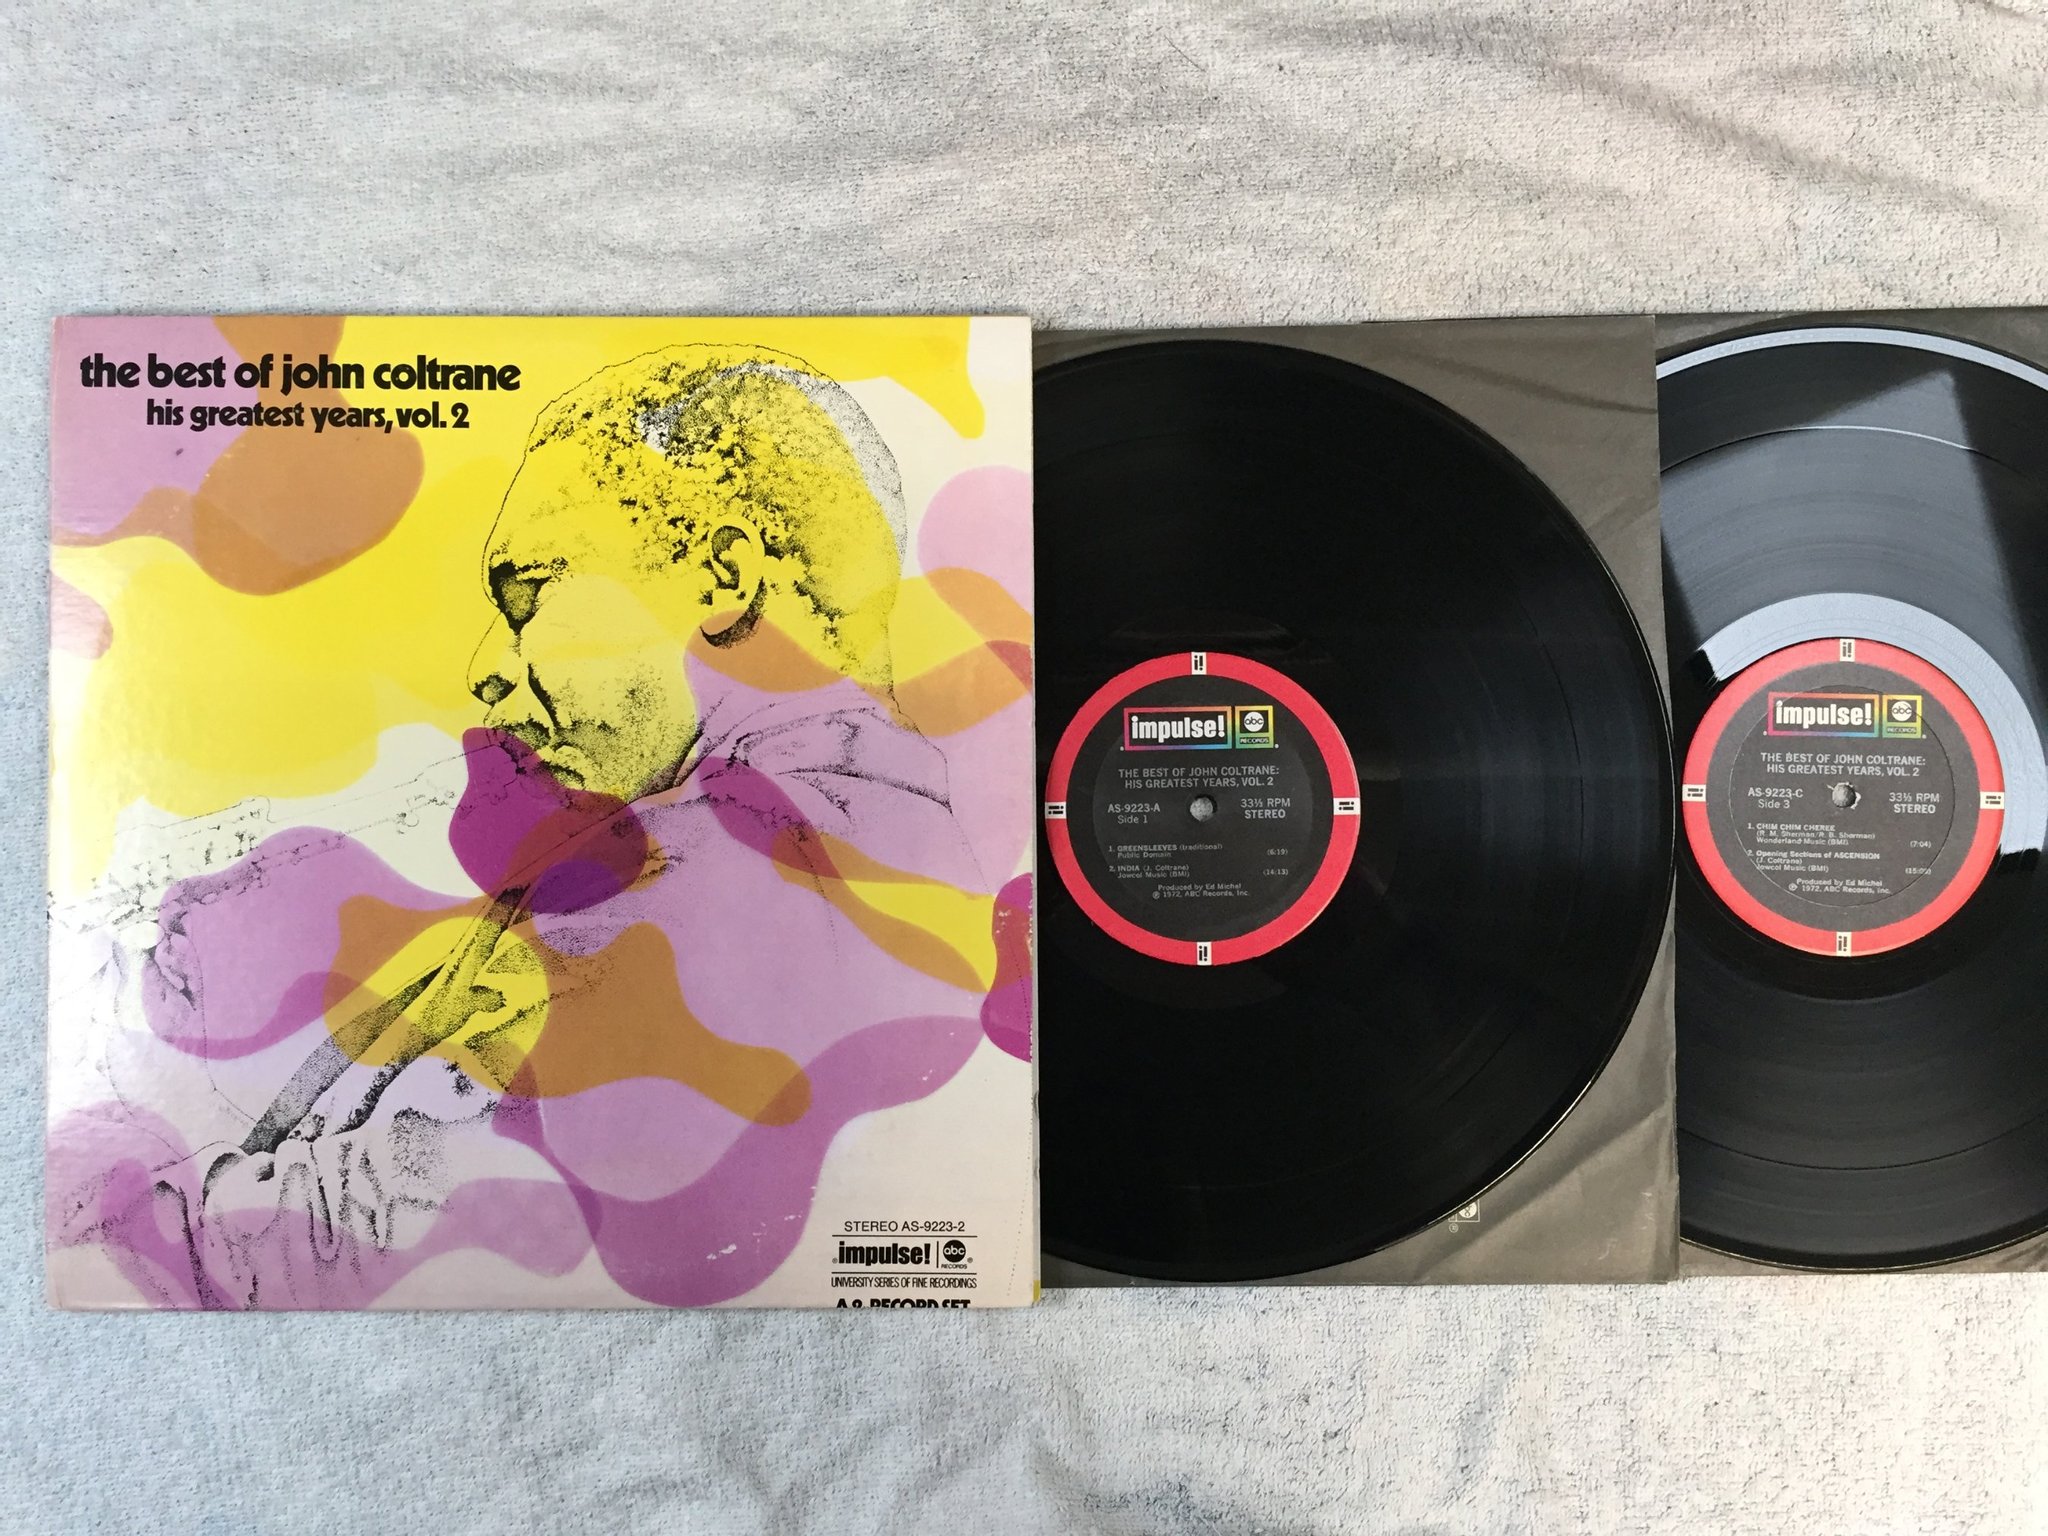 the best of john coltrane
his greatest years, vol. 2
STEREO AS-9223-2
impulse! abc RECORDS
UNIVERSITY SERIES OF FINE RECORDINGS
A 2 RECORD SET
impulse! abc RECORDS
THE BEST OF JOHN COLTRANE:
HIS GREATEST YEARS, VOL. 2
AS-9223-A 33⅓ RPM
Side 1 STEREO
1. GREENSLEEVES (traditional)
Public Domain (6:19)
2. INDIA (J. Coltrane)
Jowcol Music (BMI) (14:13)
Produced by Ed Michel
℗ 1972, ABC Records, Inc.
impulse! abc RECORDS
THE BEST OF JOHN COLTRANE:
HIS GREATEST YEARS, VOL. 2
AS-9223-C 33⅓ RPM
Side 3 STEREO
1. CHIM CHIM CHEREE
(R. M. Sherman/R. B. Sherman)
Wonderland Music (BMI) (7:04)
2. Opening Sections of ASCENSION
(J. Coltrane)
Jowcol Music (BMI)
Produced by Ed Michel
℗ 1972, ABC Records, Inc.